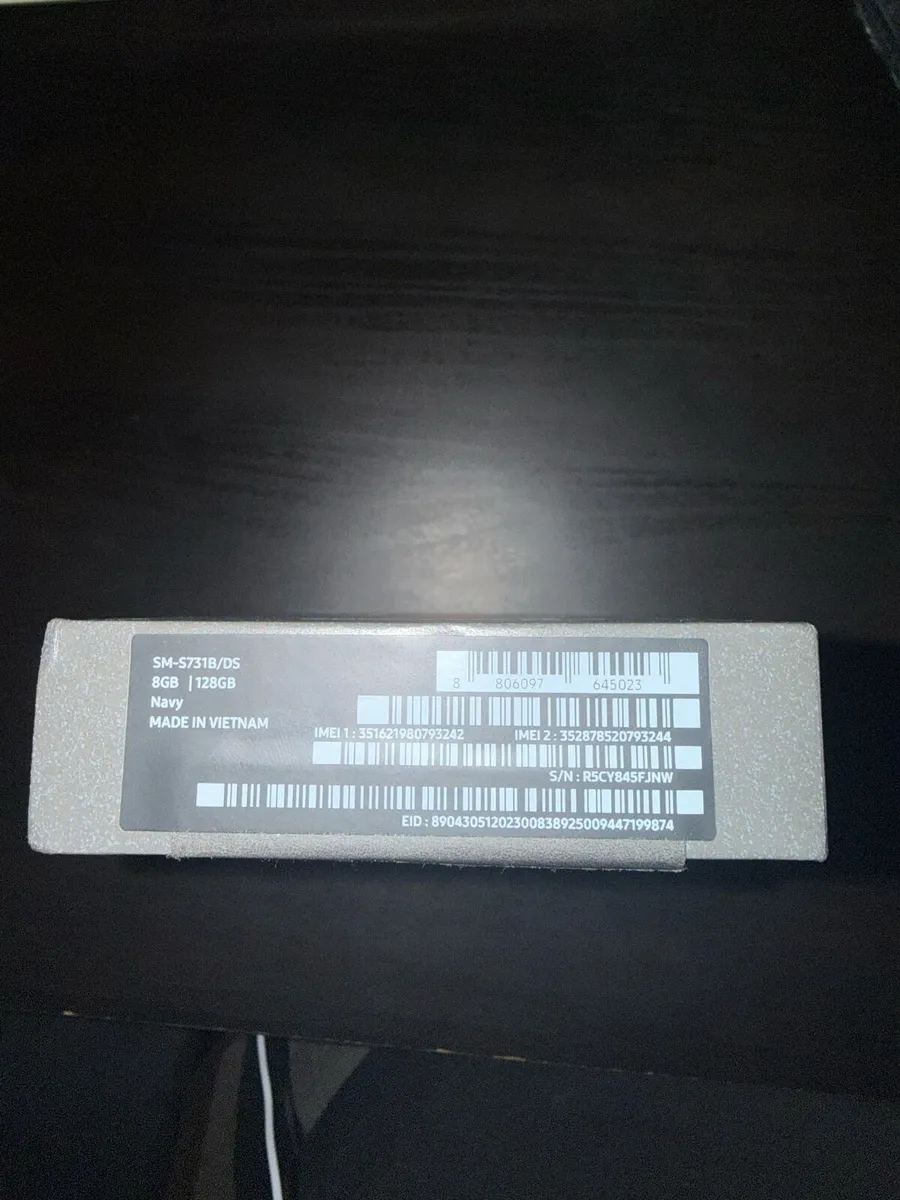 SM-S731B/DS
8GB | 128GB
Navy
MADE IN VIETNAM
8 806097 645023
IMEI 1 : 351621980793242 IMEI 2 : 352878520793244
S/N : R5CY845FJNW
EID : 89043051202300838925009447199874